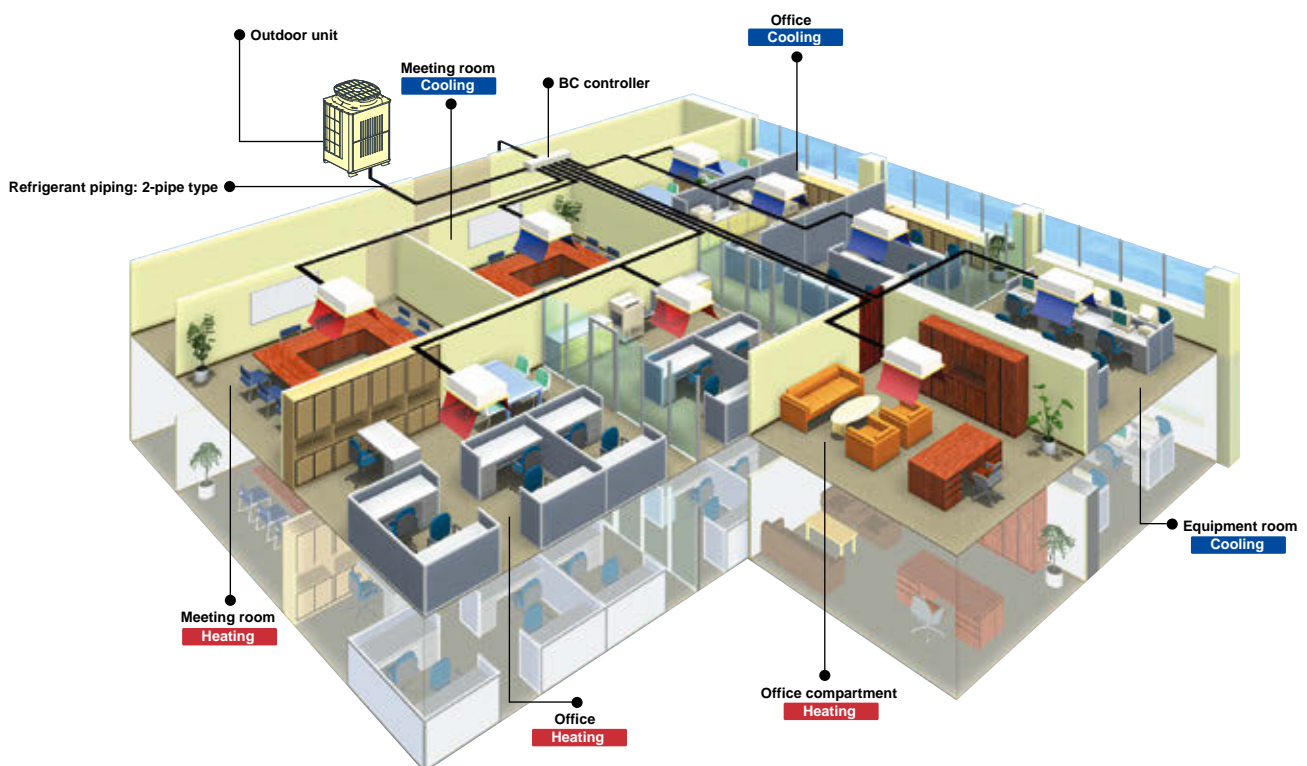 Office
Cooling
Outdoor unit
Meeting room
Cooling
BC controller
Refrigerant piping: 2-pipe type
Equipment room
Cooling
Meeting room
Heating
Office compartment
Heating
Office
Heating